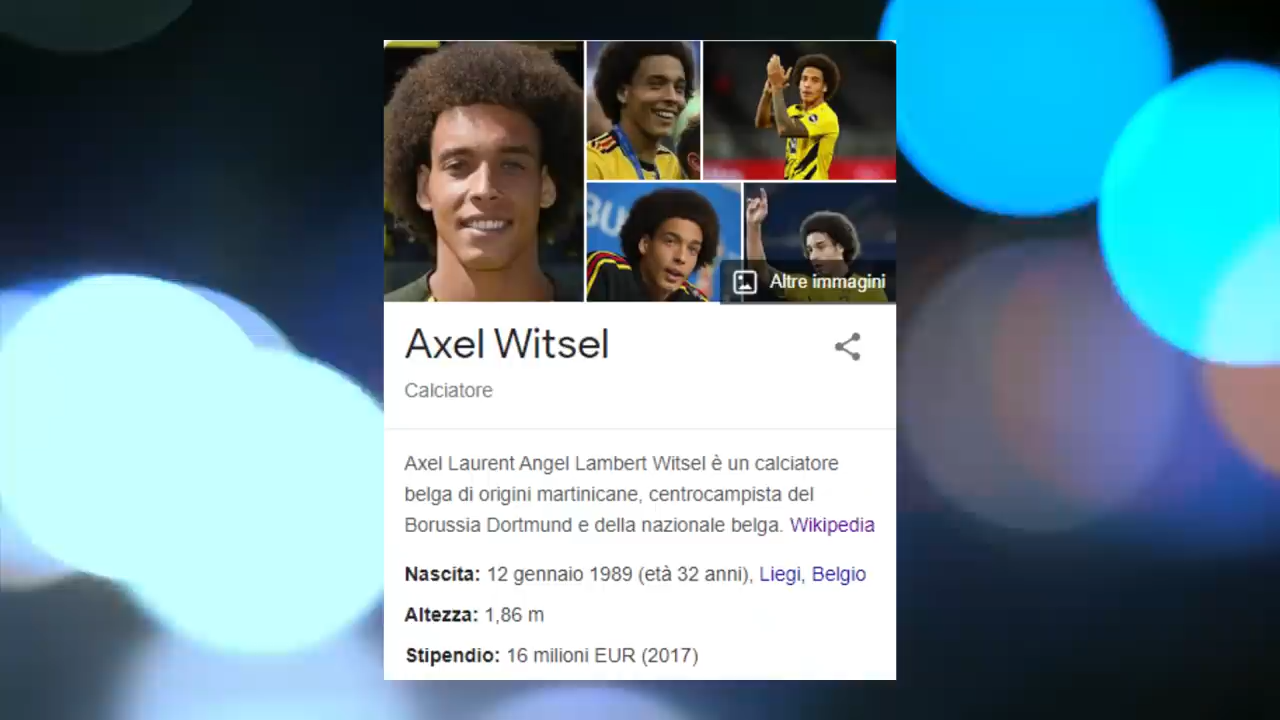 BU
Altre immagini
Axel Witsel
Calciatore
Axel Laurent Angel Lambert Witsel è un calciatore
belga di origini martinicane, centrocampista del
Borussia Dortmund e della nazionale belga. Wikipedia
Nascita: 12 gennaio 1989 (età 32 anni), Liegi, Belgio
Altezza: 1,86 m
Stipendio: 16 milioni EUR (2017)